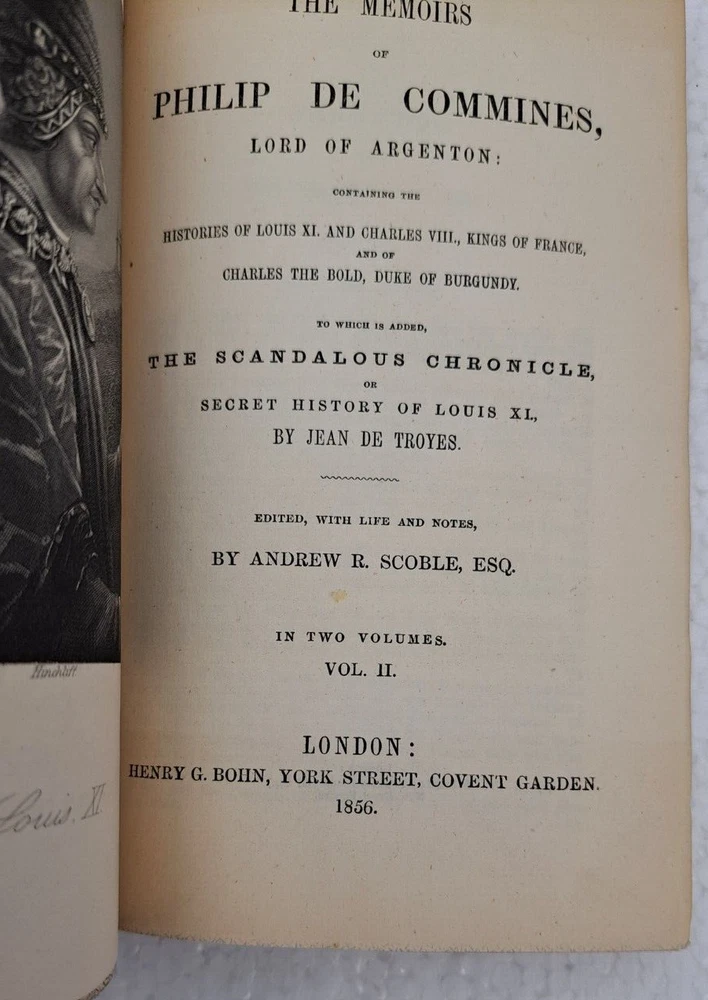 THE MEMOIRS
OF
PHILIP DE COMMINES,
LORD OF ARGENTON:
CONTAINING THE
HISTORIES OF LOUIS XI. AND CHARLES VIII., KINGS OF FRANCE,
AND OF
CHARLES THE BOLD, DUKE OF BURGUNDY.
TO WHICH IS ADDED,
THE SCANDALOUS CHRONICLE,
OR
SECRET HISTORY OF LOUIS XI.,
BY JEAN DE TROYES.
EDITED, WITH LIFE AND NOTES,
BY ANDREW R. SCOBLE, ESQ.
IN TWO VOLUMES.
VOL. II.
LONDON:
HENRY G. BOHN, YORK STREET, COVENT GARDEN.
1856.
Hinchliff
Louis. XI